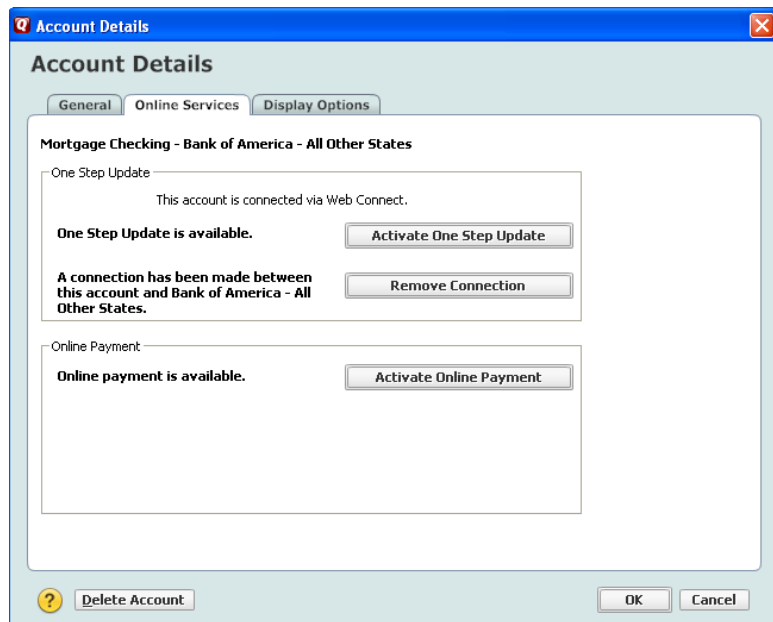 Account Details
Account Details
General Online Services Display Options
Mortgage Checking - Bank of America - All Other States
One Step Update
This account is connected via Web Connect.
One Step Update is available. Activate One Step Update
A connection has been made between
this account and Bank of America - All
Other States.
Remove Connection
Online Payment
Online payment is available. Activate Online Payment
? Delete Account OK Cancel